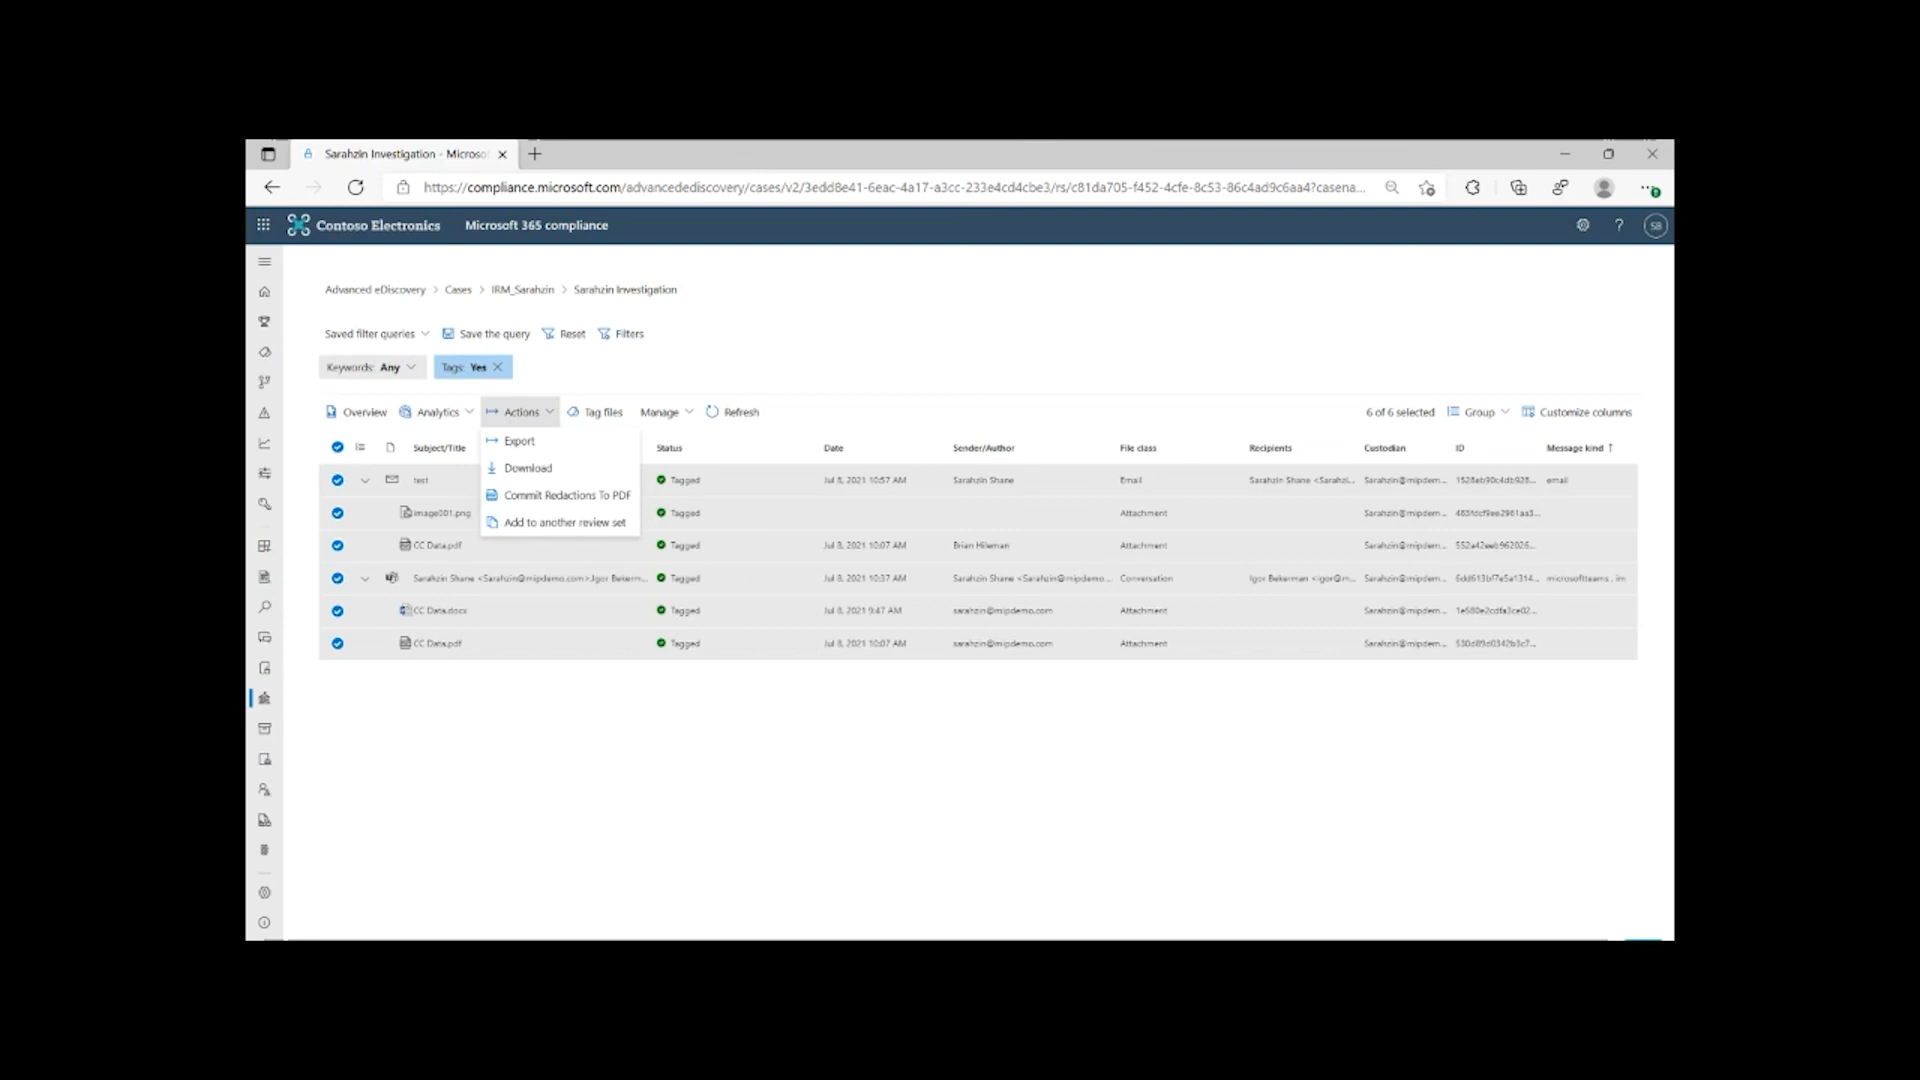 Sarahzin Investigation - Microso
https://compliance.microsoft.com/advancedediscovery/cases/v2/3edd8e41-6eac-4a17-a3cc-233e4cd4cbe3/rs/c81da705-f452-4cfe-8c53-86c4ad9c6aa4?casena...
Contoso Electronics Microsoft 365 compliance ? SB
Advanced eDiscovery > Cases > IRM_Sarahzin > Sarahzin Investigation
Saved filter queries Save the query Reset Filters
Keywords: Any Tags: Yes
Overview Analytics Actions Tag files Manage Refresh 6 of 6 selected Group Customize columns
Export
Download
Commit Redactions To PDF
Add to another review set
Subject/Title Status Date Sender/Author File class Recipients Custodian ID Message kind
test Tagged Jul 8, 2021 10:57 AM Sarahzin Shane Email Sarahzin Shane <Sarahzi... Sarahzin@mipdem... email
image001.png Tagged Attachment Sarahzin@mipdem...
CC Data.pdf Tagged Jul 8, 2021 10:07 AM Brian Hileman Attachment Sarahzin@mipdem...
Sarahzin Shane <Sarahzin@mipdemo.com>,Igor Bekerm... Tagged Jul 8, 2021 10:37 AM Sarahzin Shane <Sarahzin@mipdemo... Conversation Igor Bekerman <igor@m... Sarahzin@mipdem... microsoftteams , im
CC Data.docx Tagged Jul 8, 2021 9:47 AM sarahzin@mipdemo.com Attachment Sarahzin@mipdem...
CC Data.pdf Tagged Jul 8, 2021 10:07 AM sarahzin@mipdemo.com Attachment Sarahzin@mipdem...